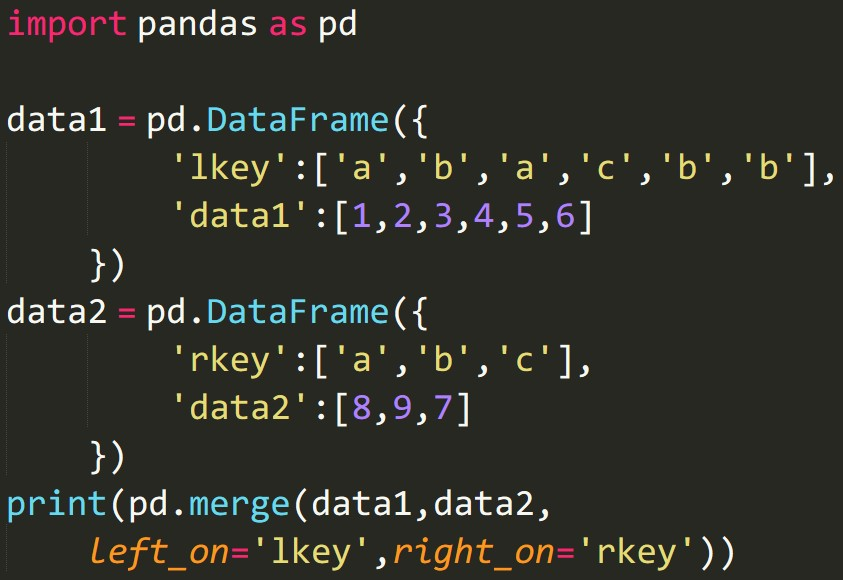 import pandas as pd
data1 = pd.DataFrame({
'lkey':['a','b','a','c','b','b'],
'data1':[1,2,3,4,5,6]
})
data2 = pd.DataFrame({
'rkey':['a','b','c'],
'data2':[8,9,7]
})
print(pd.merge(data1,data2,
left_on='lkey',right_on='rkey'))